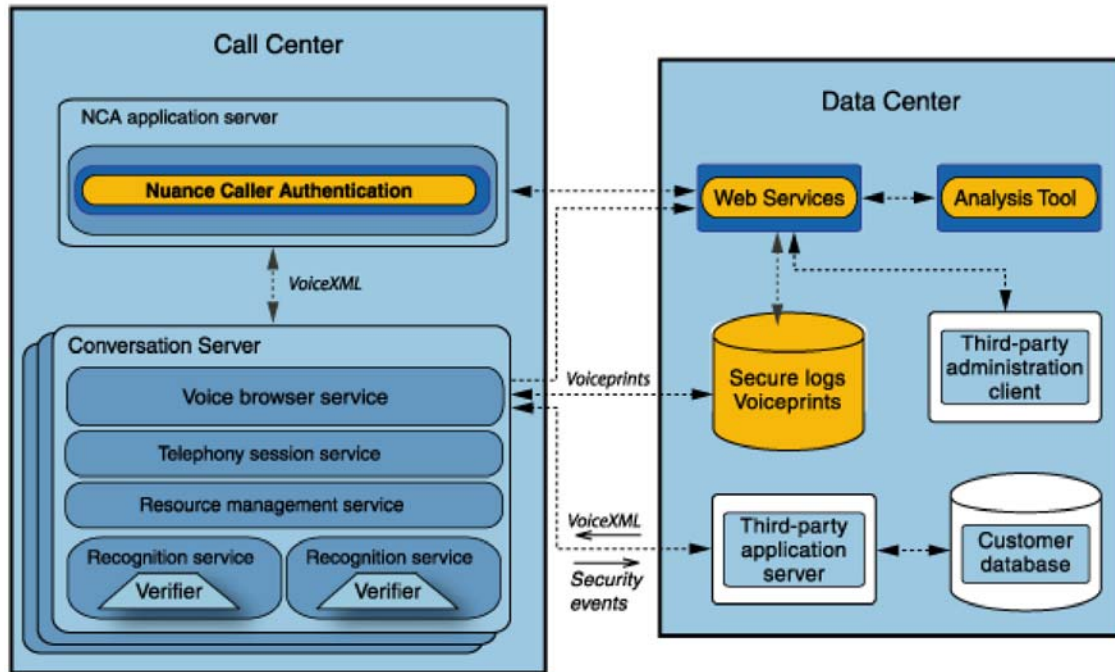 Call Center
NCA application server
Nuance Caller Authentication
VoiceXML
Conversation Server
Voice browser service
Telephony session service
Resource management service
Recognition service
Verifier
Recognition service
Verifier
Voiceprints
VoiceXML
Security
events
Data Center
Web Services
Analysis Tool
Secure logs
Voiceprints
Third-party
administration
client
Third-party
application
server
Customer
database